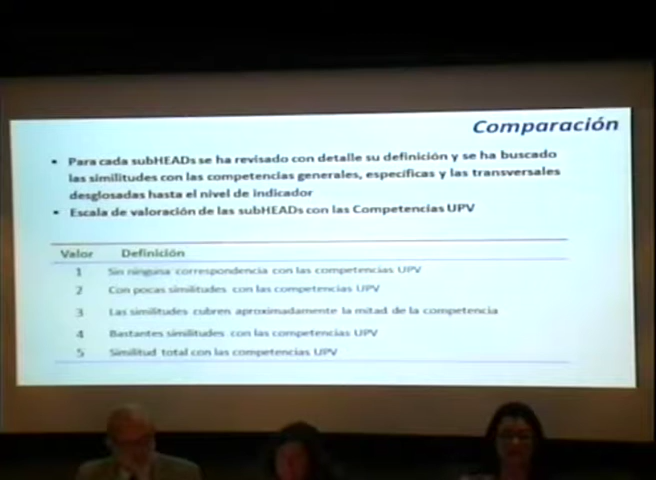 Comparación
• Para cada subHEADs se ha revisado con detalle su definición y se ha buscado
las similitudes con las competencias generales, específicas y las transversales
desglosadas hasta el nivel de indicador
• Escala de valoración de las subHEADs con las Competencias UPV
Valor Definición
1 Sin ninguna correspondencia con las competencias UPV
2 Con pocas similitudes con las competencias UPV
3 Las similitudes cubren aproximadamente la mitad de la competencia
4 Bastantes similitudes con las competencias UPV
5 Similitud total con las competencias UPV